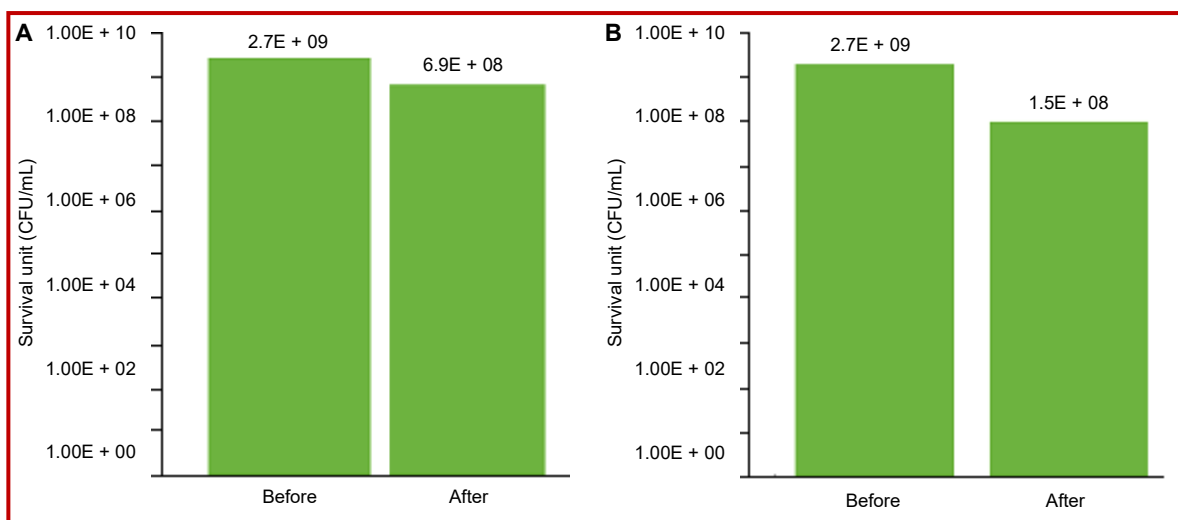 A
1.00E + 10
1.00E + 08
1.00E + 06
1.00E + 04
1.00E + 02
1.00E + 00
Survival unit (CFU/mL)
2.7E + 09
6.9E + 08
Before
After
B
1.00E + 10
1.00E + 08
1.00E + 06
1.00E + 04
1.00E + 02
1.00E + 00
Survival unit (CFU/mL)
2.7E + 09
1.5E + 08
Before
After